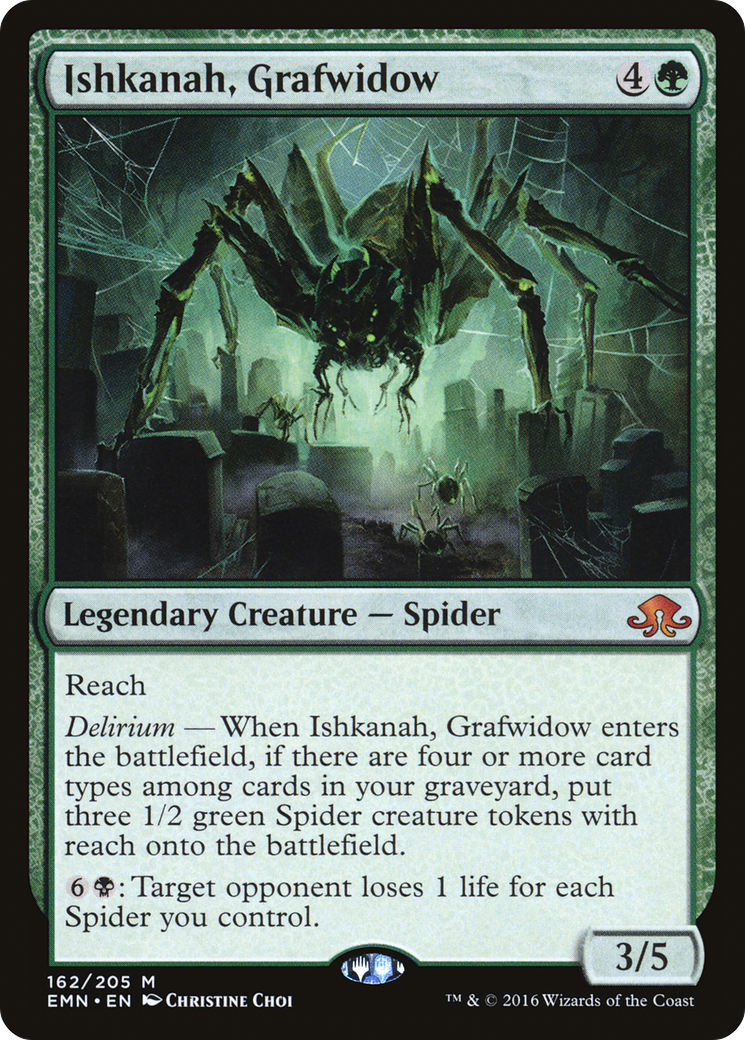 Ishkanah, Grafwidow 4
Legendary Creature — Spider
Reach
Delirium — When Ishkanah, Grafwidow enters
the battlefield, if there are four or more card
types among cards in your graveyard, put
three 1/2 green Spider creature tokens with
reach onto the battlefield.
6 : Target opponent loses 1 life for each
Spider you control.
3/5
162/205 M
EMN • EN Christine Choi
™ & © 2016 Wizards of the Coast